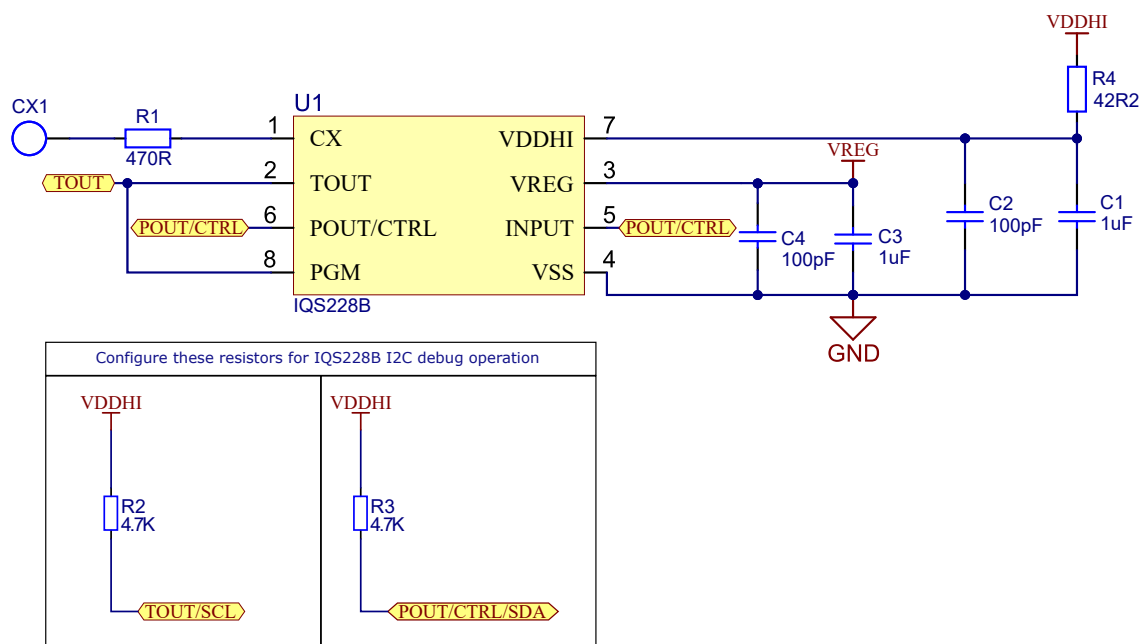 VDDHI
R4
42R2
CX1
R1
470R
U1
1
CX
VDDHI
7
VREG
TOUT
2
TOUT
VREG
3
POUT/CTRL
6
POUT/CTRL
INPUT
5
POUT/CTRL
8
PGM
VSS
4
IQS228B
C4
100pF
C3
1uF
C2
100pF
C1
1uF
GND
Configure these resistors for IQS228B I2C debug operation
VDDHI
R2
4.7K
TOUT/SCL
VDDHI
R3
4.7K
POUT/CTRL/SDA